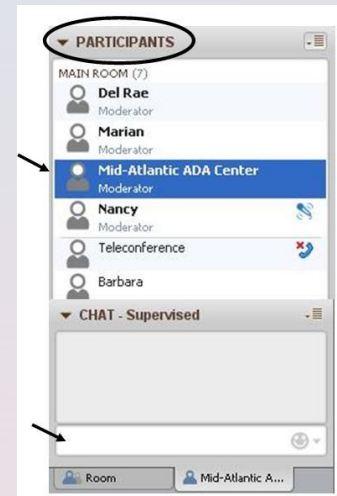 PARTICIPANTS
MAIN ROOM (7)
Del Rae
Moderator
Marian
Moderator
Mid-Atlantic ADA Center
Moderator
Nancy
Moderator
Teleconference
Barbara
CHAT - Supervised
Room
Mid-Atlantic A...